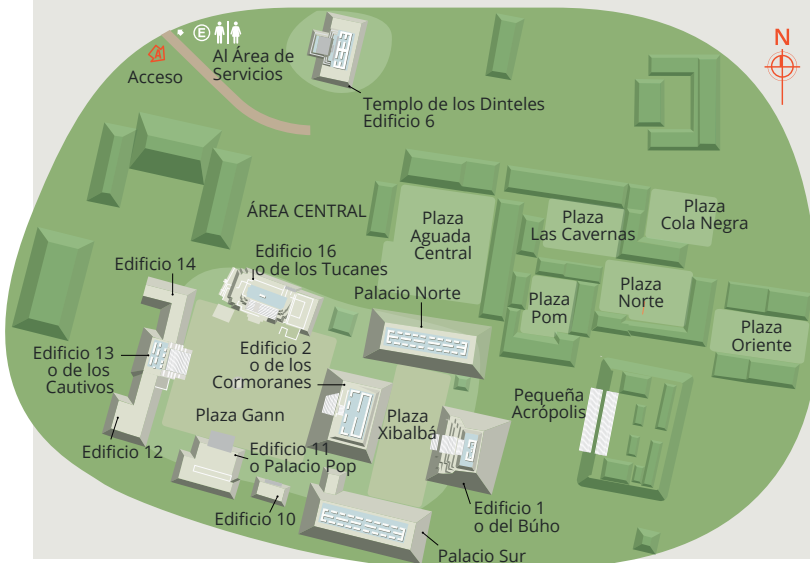 E
N
A
Acceso
Al Área de
Servicios
Templo de los Dinteles
Edificio 6
ÁREA CENTRAL
Plaza
Aguada
Central
Plaza
Las Cavernas
Plaza
Cola Negra
Edificio 14
Edificio 16
o de los Tucanes
Palacio Norte
Plaza
Pom
Plaza
Norte
Plaza
Oriente
Edificio 13
o de los
Cautivos
Edificio 2
o de los
Cormoranes
Pequeña
Acrópolis
Plaza Gann
Plaza
Xibalbá
Edificio 12
Edificio 11
o Palacio Pop
Edificio 10
Edificio 1
o del Búho
Palacio Sur